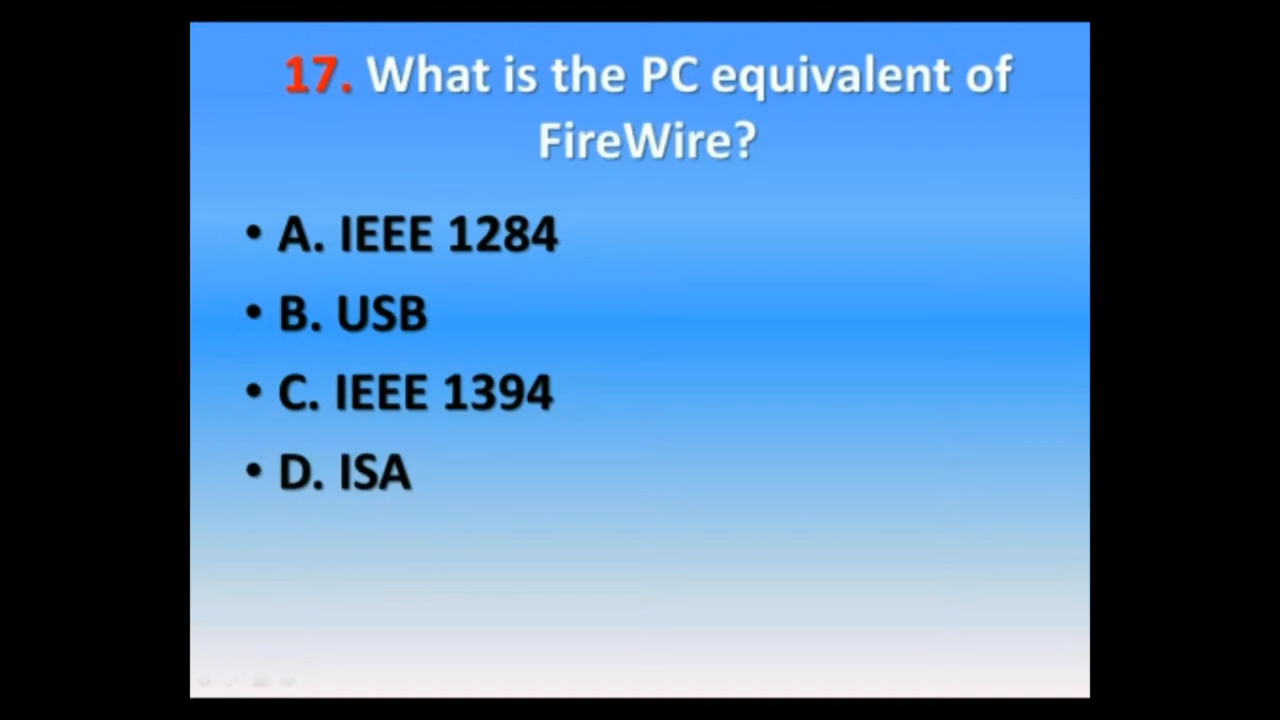 17. What is the PC equivalent of
FireWire?
• A. IEEE 1284
• B. USB
• C. IEEE 1394
• D. ISA